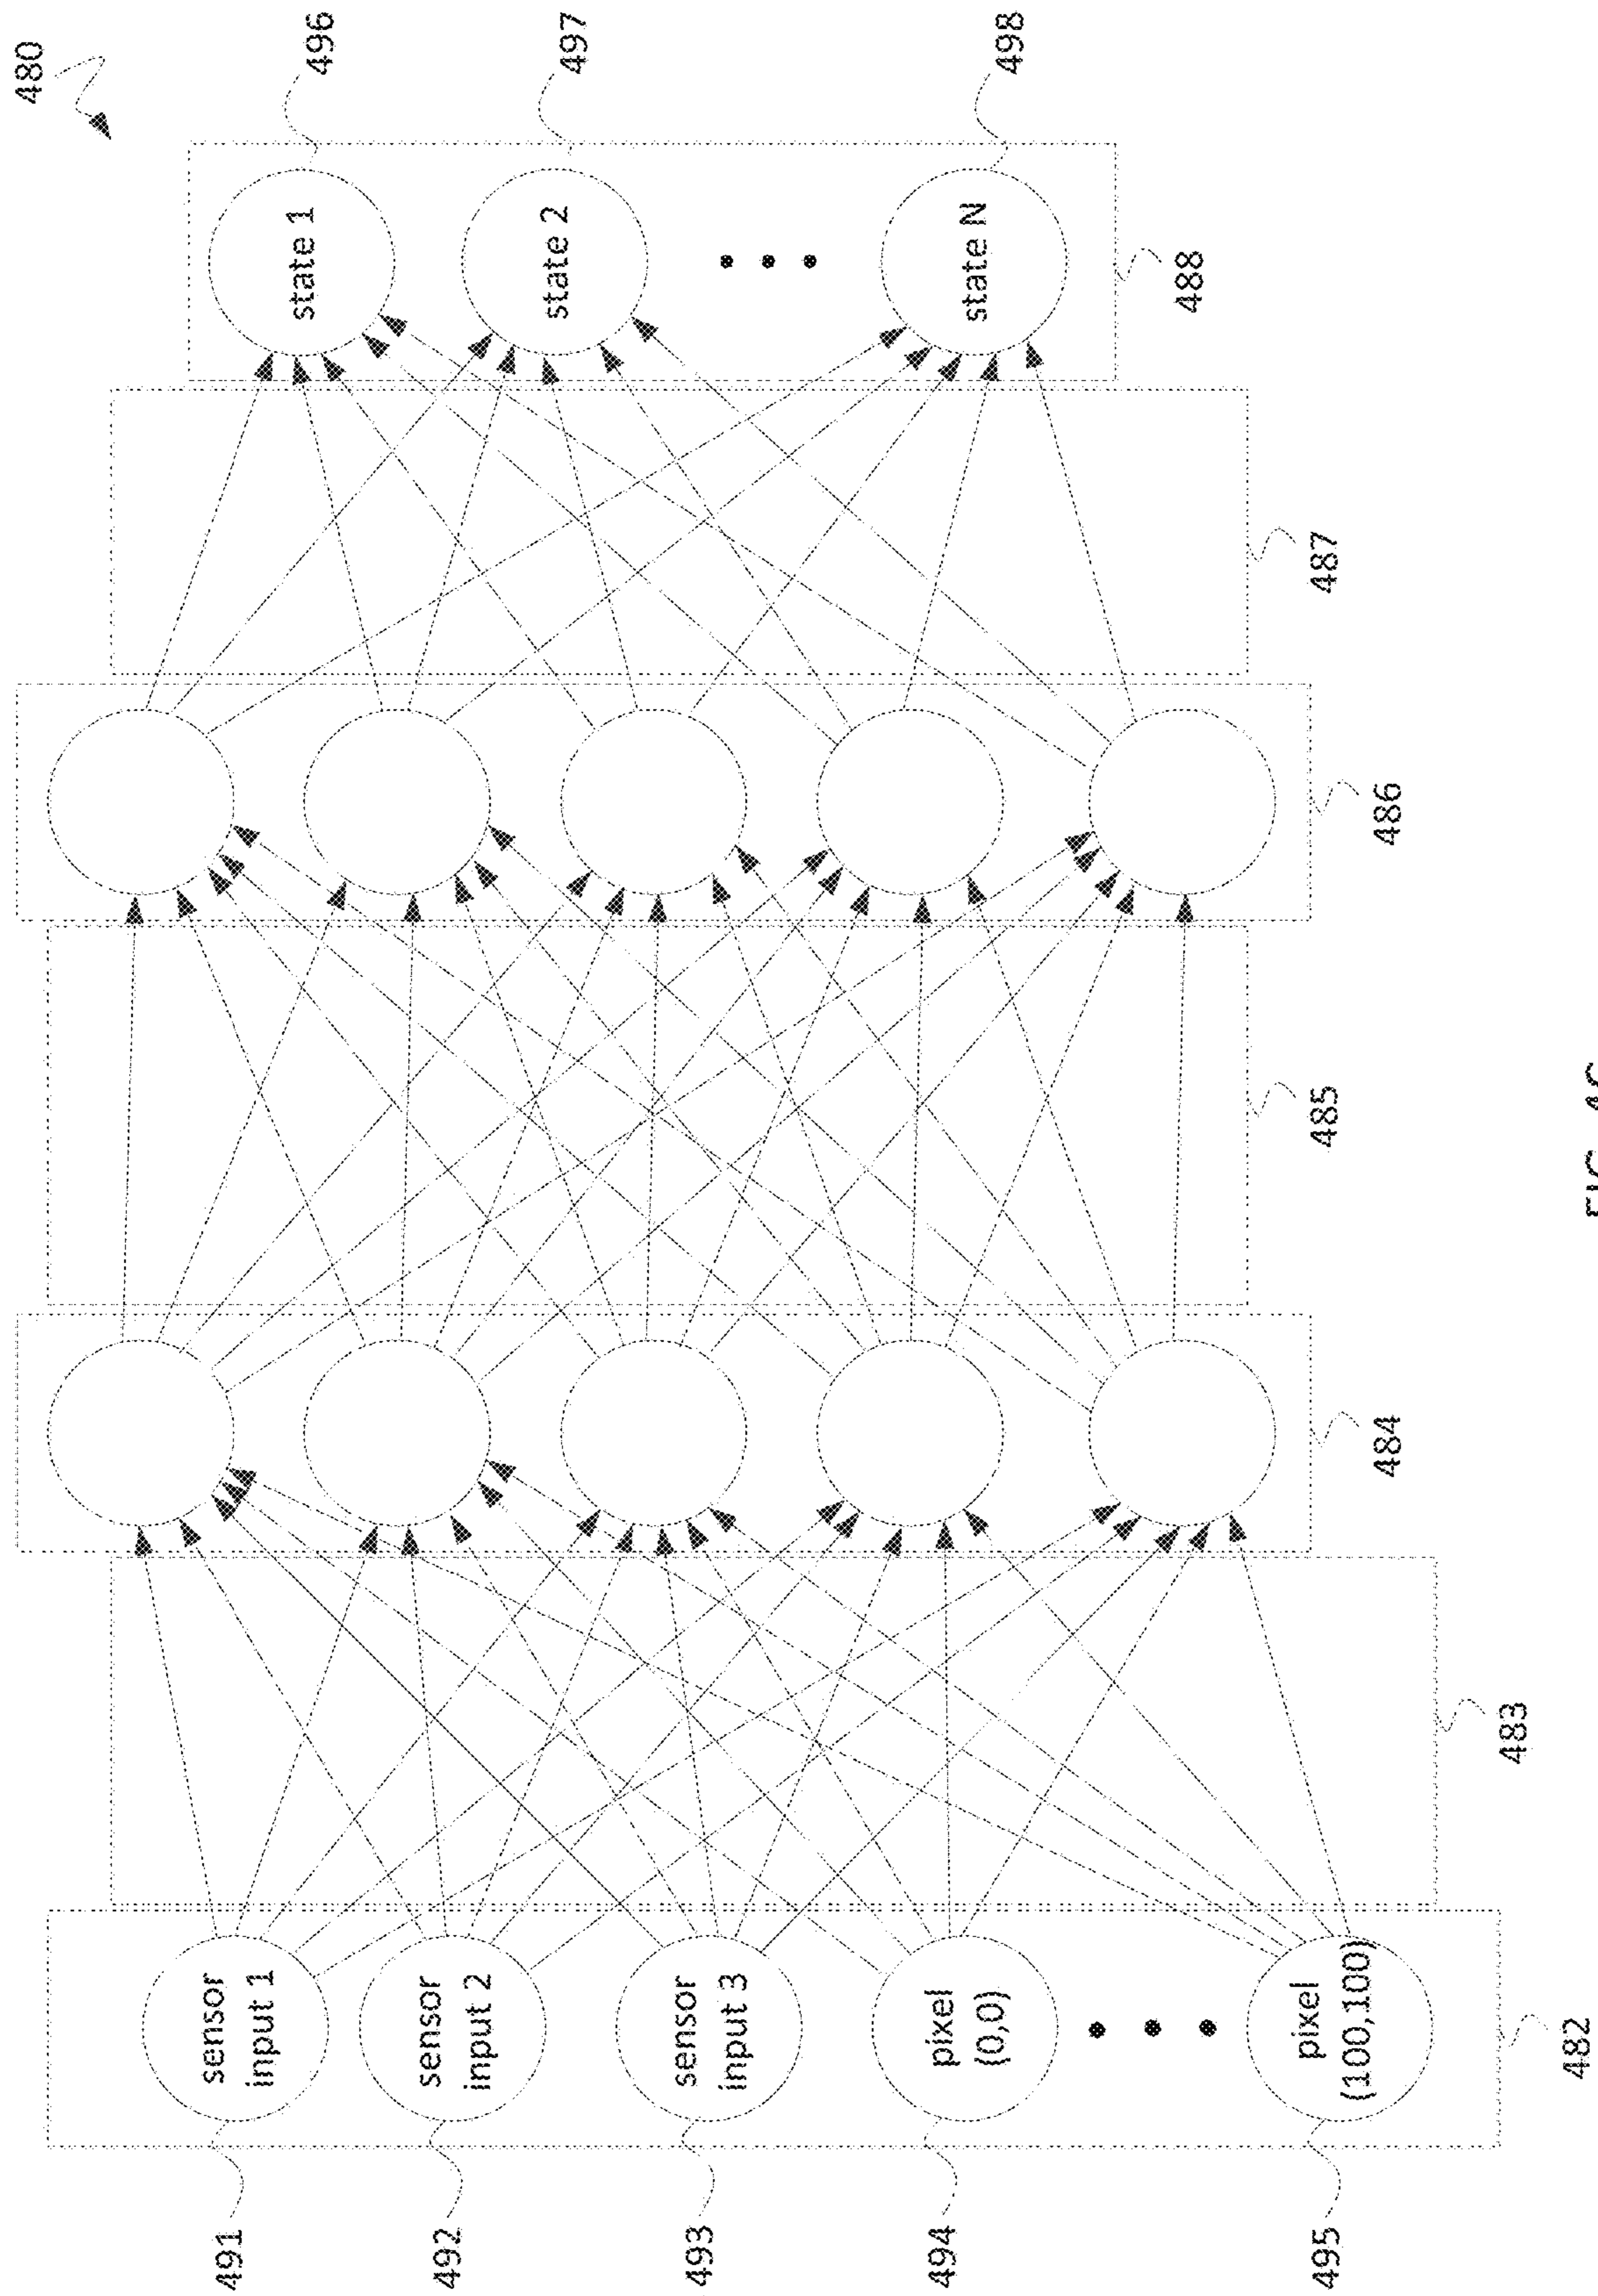 480
491
sensor
input 1
492
sensor
input 2
493
sensor
input 3
494
pixel
(0,0)
495
pixel
(100,100)
state 1
496
state 2
497
state N
498
482
483
484
485
486
487
488